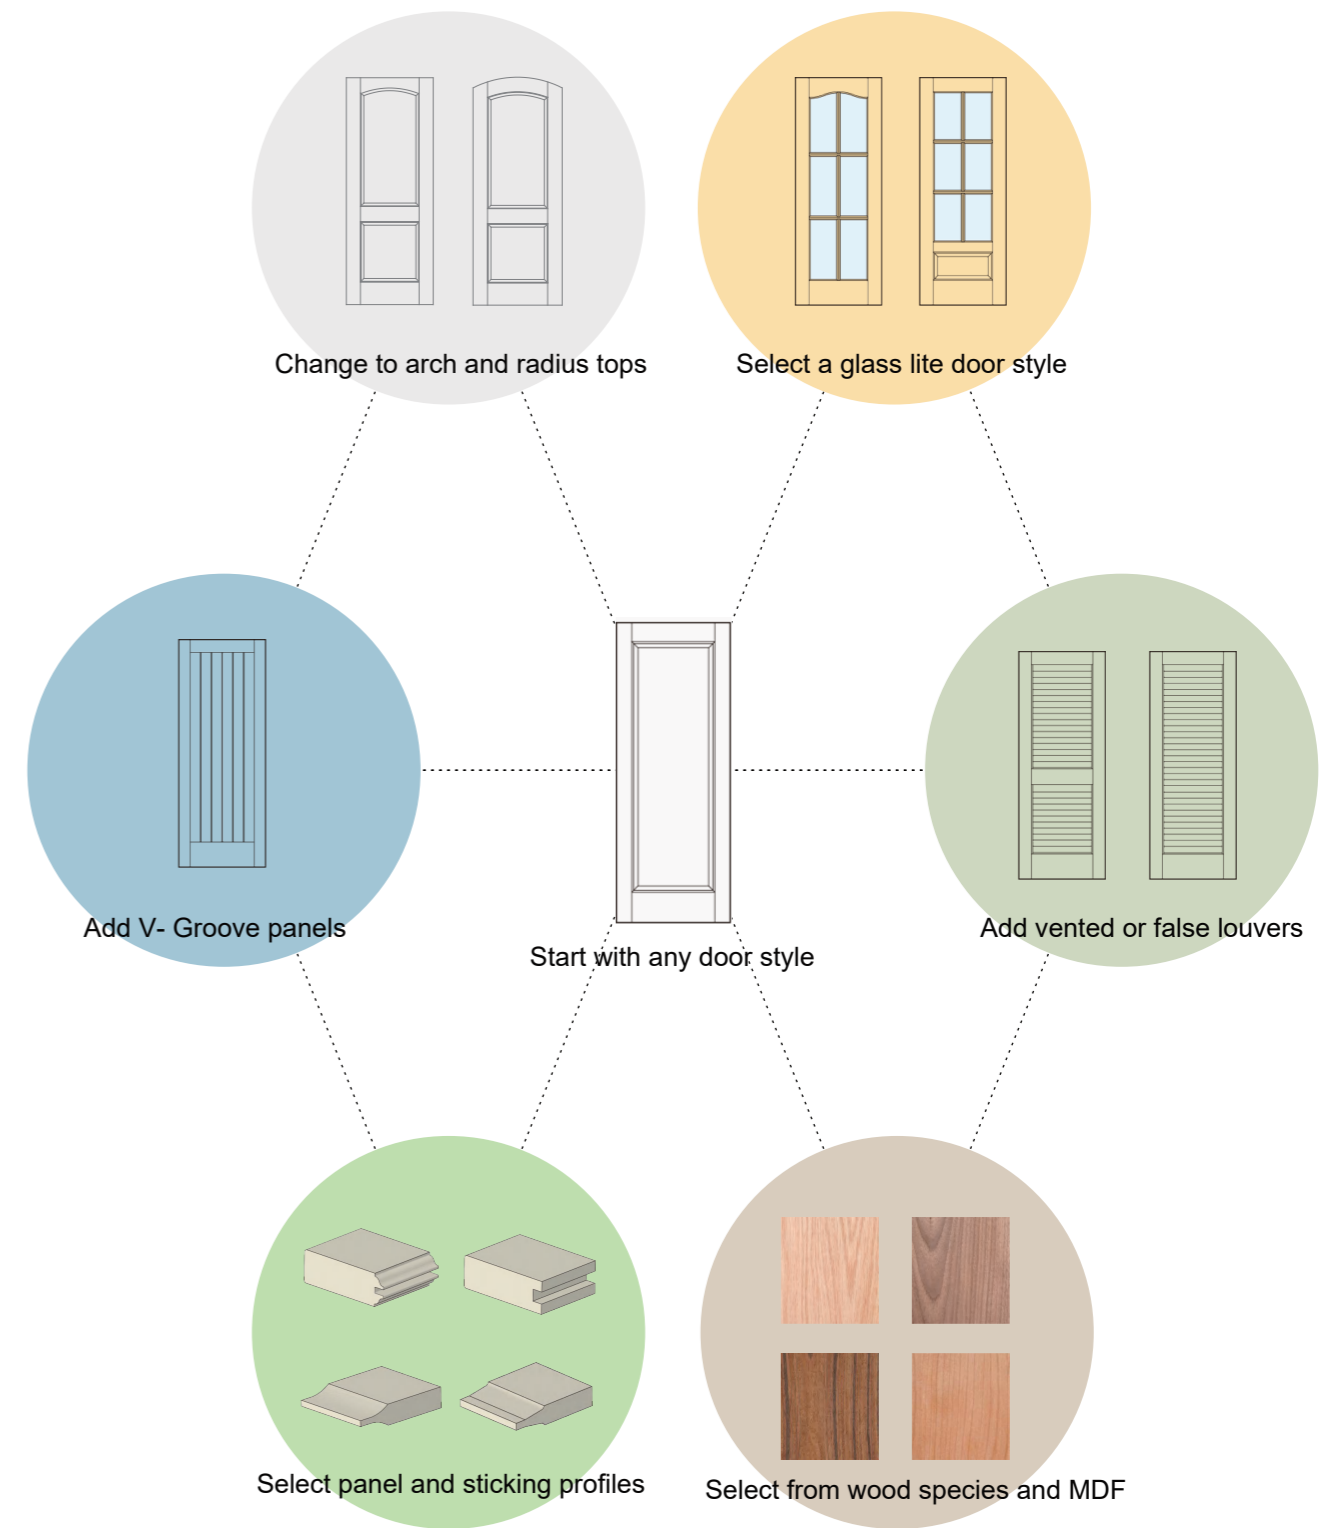 Change to arch and radius tops
Select a glass lite door style
Add V- Groove panels
Add vented or false louvers
Start with any door style
Select panel and sticking profiles
Select from wood species and MDF